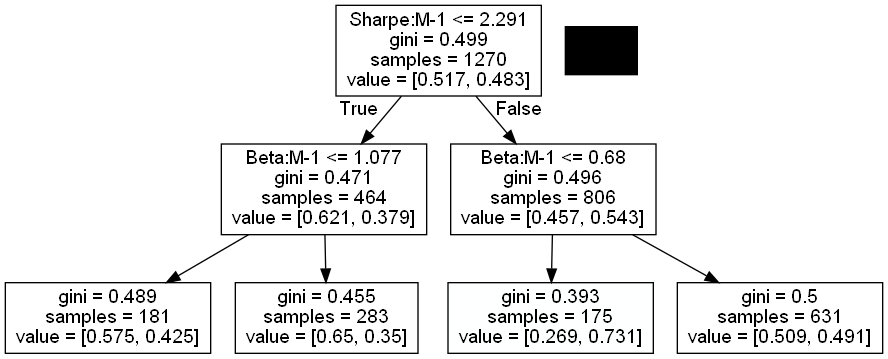 Sharpe:M-1 <= 2.291
gini = 0.499
samples = 1270
value = [0.517, 0.483]
True
False
Beta:M-1 <= 1.077
gini = 0.471
samples = 464
value = [0.621, 0.379]
Beta:M-1 <= 0.68
gini = 0.496
samples = 806
value = [0.457, 0.543]
gini = 0.489
samples = 181
value = [0.575, 0.425]
gini = 0.455
samples = 283
value = [0.65, 0.35]
gini = 0.393
samples = 175
value = [0.269, 0.731]
gini = 0.5
samples = 631
value = [0.509, 0.491]